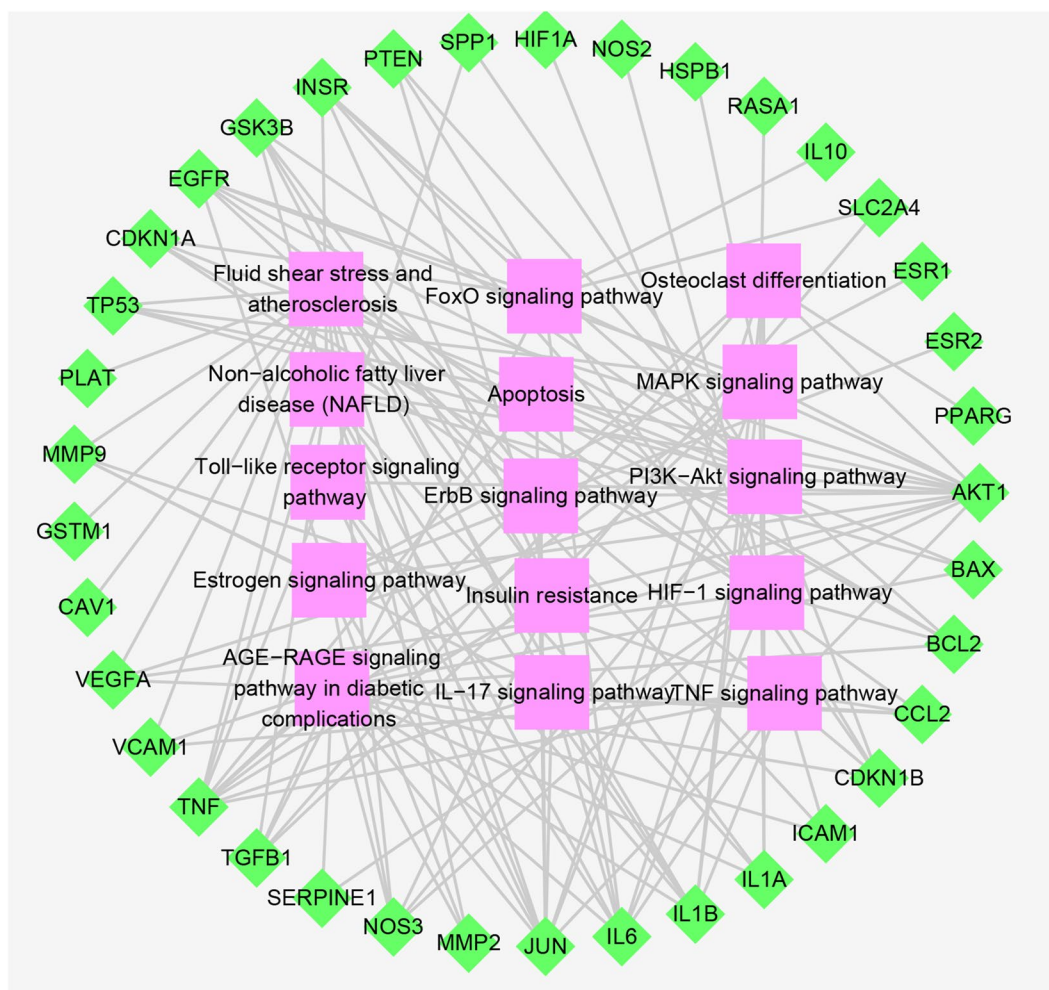 HIF1A
SPP1
NOS2
PTEN
HSPB1
INSR
RASA1
GSK3B
IL10
EGFR
SLC2A4
CDKN1A
ESR1
Fluid shear stress and
atherosclerosis
FoxO signaling pathway
Osteoclast differentiation
TP53
ESR2
PLAT
Non−alcoholic fatty liver
disease (NAFLD)
Apoptosis
MAPK signaling pathway
PPARG
MMP9
Toll−like receptor signaling
pathway
ErbB signaling pathway
PI3K−Akt signaling pathway
AKT1
GSTM1
BAX
Estrogen signaling pathway
Insulin resistance
HIF−1 signaling pathway
CAV1
BCL2
VEGFA
AGE−RAGE signaling
pathway in diabetic
complications
IL−17 signaling pathway
TNF signaling pathway
CCL2
VCAM1
CDKN1B
TNF
ICAM1
TGFB1
IL1A
SERPINE1
IL1B
NOS3
IL6
MMP2
JUN